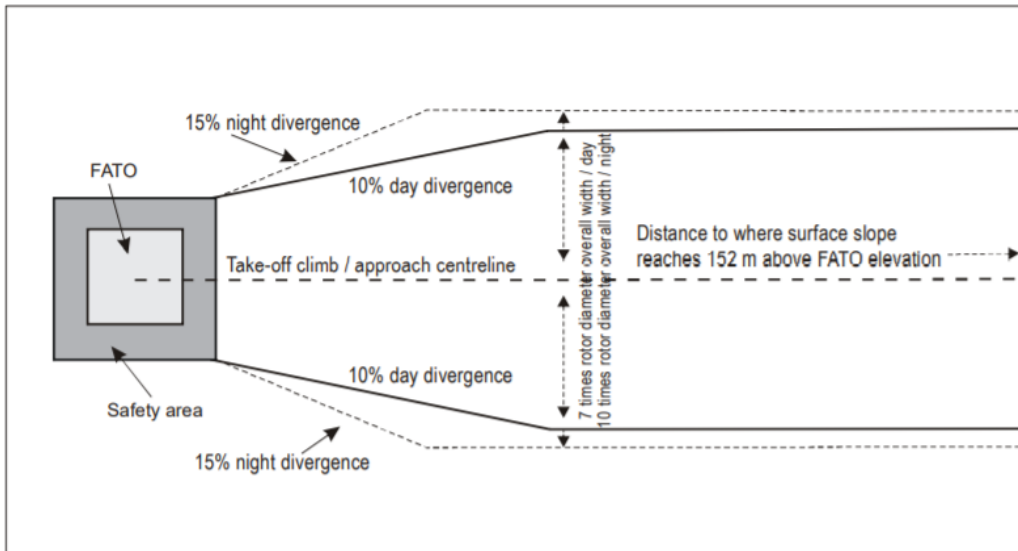 15% night divergence
FATO
10% day divergence
Take-off climb / approach centreline
7 times rotor diameter overall width / day
10 times rotor diameter overall width / night
Distance to where surface slope
reaches 152 m above FATO elevation
10% day divergence
Safety area
15% night divergence